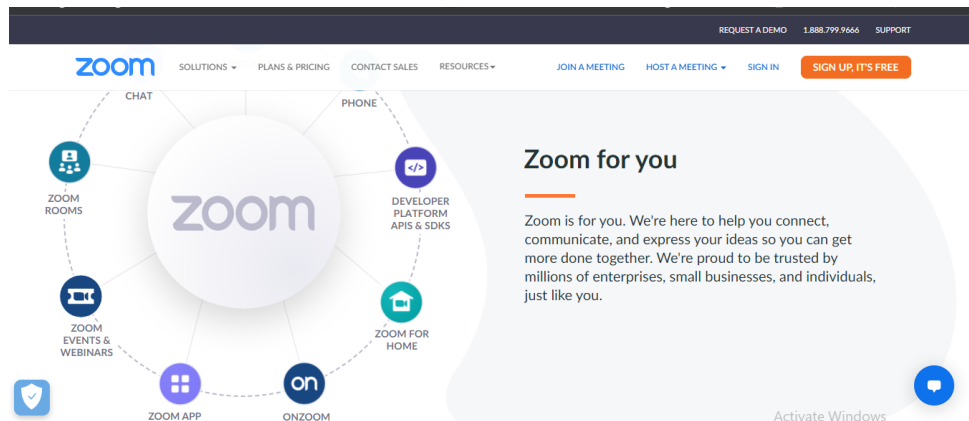 REQUEST A DEMO 1.888.799.9666 SUPPORT
zoom SOLUTIONS PLANS & PRICING CONTACT SALES RESOURCES JOIN A MEETING HOST A MEETING SIGN IN SIGN UP, IT'S FREE
CHAT
PHONE
ZOOM
ROOMS
zoom
</>
DEVELOPER
PLATFORM
APIS & SDKS
ZOOM
EVENTS &
WEBINARS
ZOOM FOR
HOME
ZOOM APP
on
ONZOOM
Zoom for you
Zoom is for you. We're here to help you connect,
communicate, and express your ideas so you can get
more done together. We're proud to be trusted by
millions of enterprises, small businesses, and individuals,
just like you.
Activate Windows